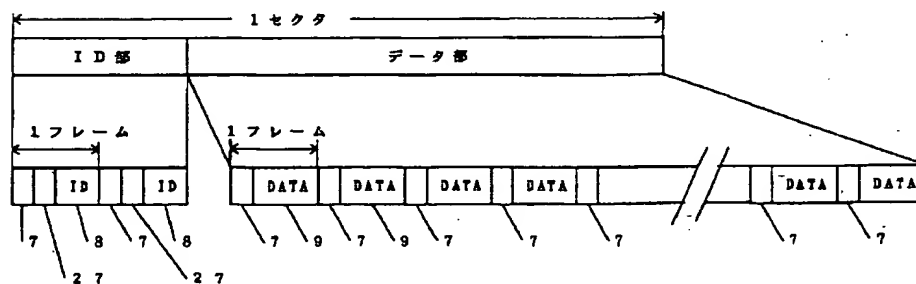 1セクタ
ID部 データ部
1フレーム 1フレーム
ID ID DATA DATA DATA DATA DATA DATA
7 8 7 8 7 9 7 9 7 7 7 7 7
27 27